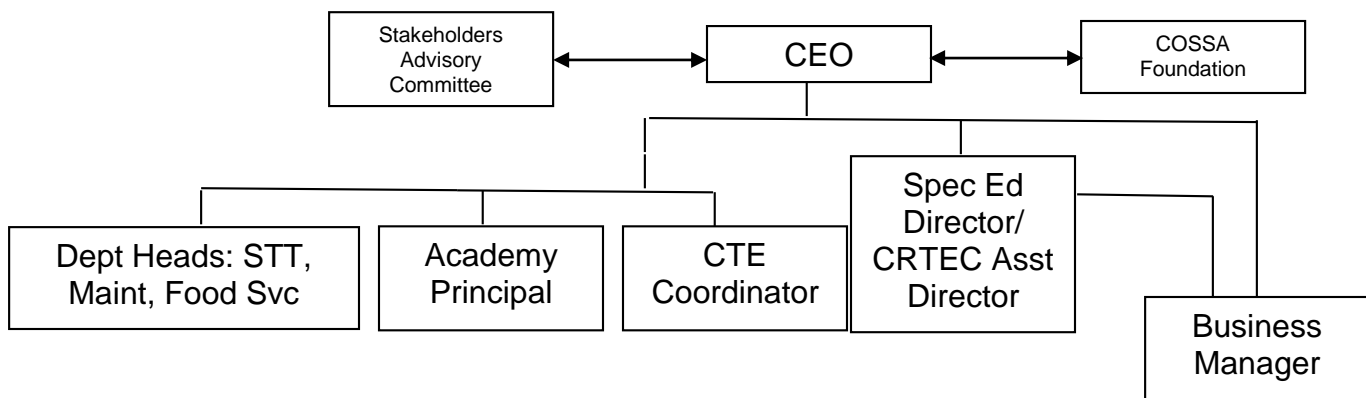 Stakeholders
Advisory
Committee
CEO
COSSA
Foundation
Dept Heads: STT,
Maint, Food Svc
Academy
Principal
CTE
Coordinator
Spec Ed
Director/
CRTEC Asst
Director
Business
Manager